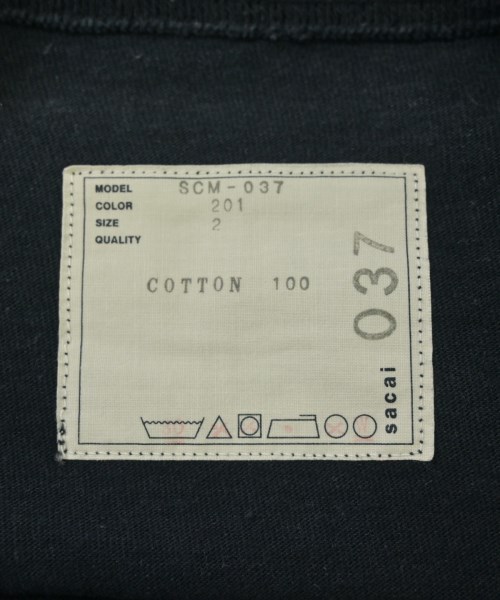 MODEL SCM-037
COLOR 201
SIZE 2
QUALITY
COTTON 100
037
sacai